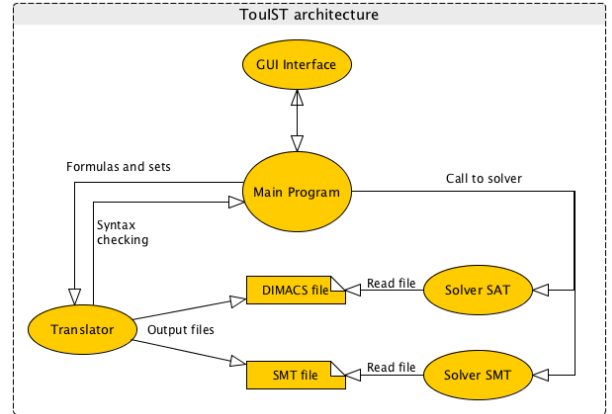 TouIST architecture
GUI Interface
Formulas and sets
Main Program
Call to solver
Syntax
checking
DIMACS file
Read file
Solver SAT
Translator
Output files
SMT file
Read file
Solver SMT